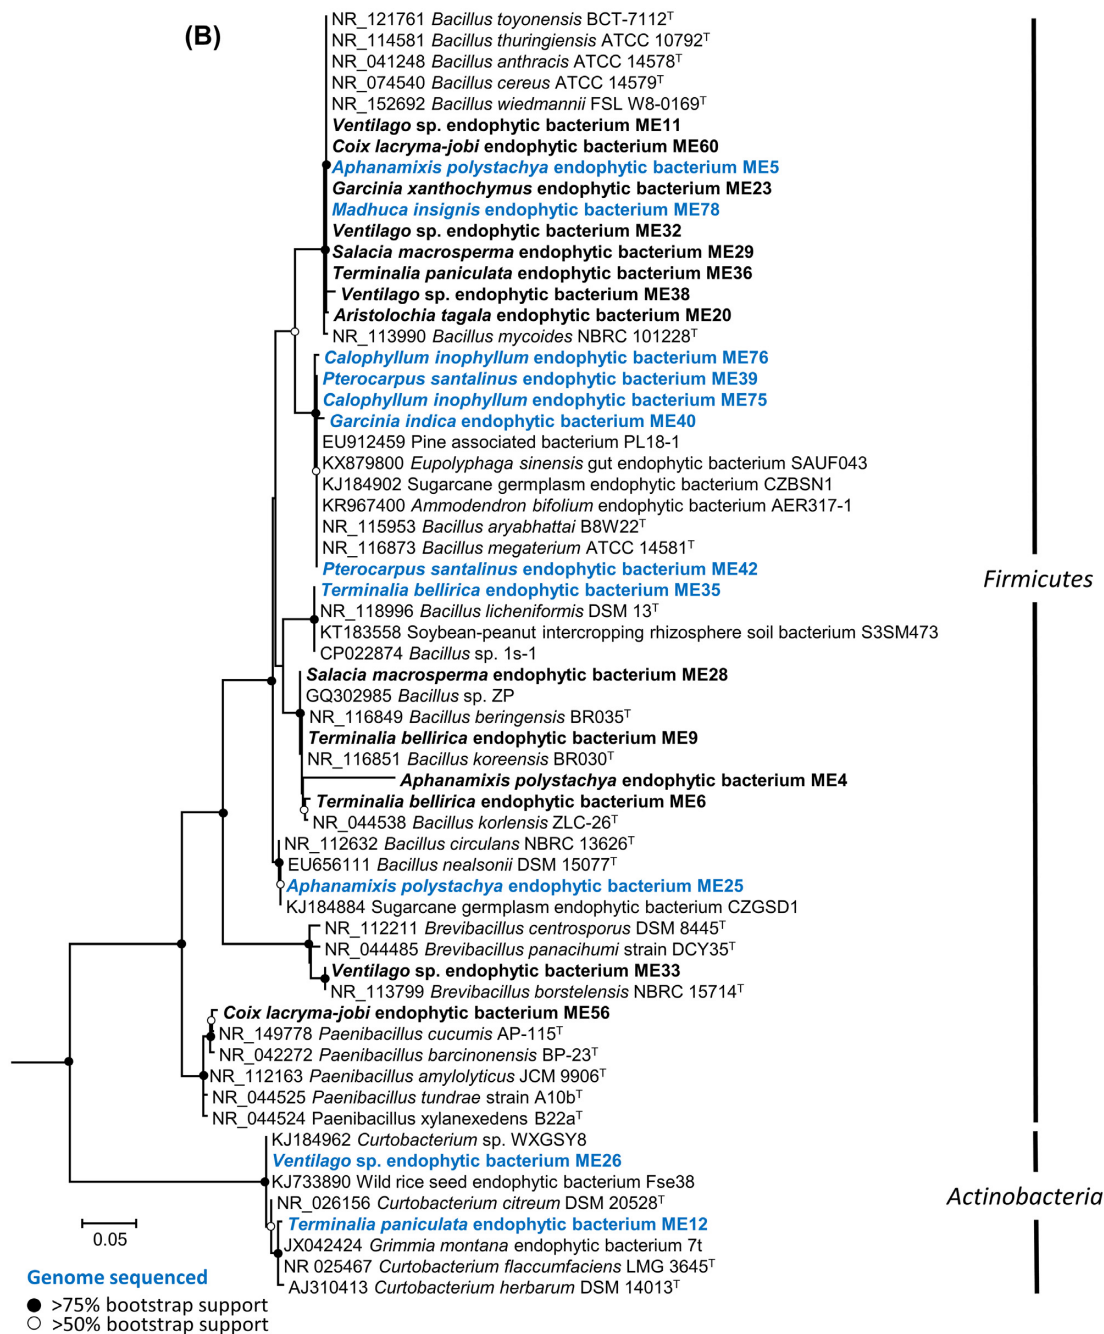 (B)
NR_121761 Bacillus toyonensis BCT-7112ᵀ
NR_114581 Bacillus thuringiensis ATCC 10792ᵀ
NR_041248 Bacillus anthracis ATCC 14578ᵀ
NR_074540 Bacillus cereus ATCC 14579ᵀ
NR_152692 Bacillus wiedmannii FSL W8-0169ᵀ
Ventilago sp. endophytic bacterium ME11
Coix lacryma-jobi endophytic bacterium ME60
Aphanamixis polystachya endophytic bacterium ME5
Garcinia xanthochymus endophytic bacterium ME23
Madhuca insignis endophytic bacterium ME78
Ventilago sp. endophytic bacterium ME32
Salacia macrosperma endophytic bacterium ME29
Terminalia paniculata endophytic bacterium ME36
Ventilago sp. endophytic bacterium ME38
Aristolochia tagala endophytic bacterium ME20
NR_113990 Bacillus mycoides NBRC 101228ᵀ
Calophyllum inophyllum endophytic bacterium ME76
Pterocarpus santalinus endophytic bacterium ME39
Calophyllum inophyllum endophytic bacterium ME75
Garcinia indica endophytic bacterium ME40
EU912459 Pine associated bacterium PL18-1
KX879800 Eupolyphaga sinensis gut endophytic bacterium SAUF043
KJ184902 Sugarcane germplasm endophytic bacterium CZBSN1
KR967400 Ammodendron bifolium endophytic bacterium AER317-1
NR_115953 Bacillus aryabhattai B8W22ᵀ
NR_116873 Bacillus megaterium ATCC 14581ᵀ
Pterocarpus santalinus endophytic bacterium ME42
Terminalia bellirica endophytic bacterium ME35
NR_118996 Bacillus licheniformis DSM 13ᵀ
KT183558 Soybean-peanut intercropping rhizosphere soil bacterium S3SM473
CP022874 Bacillus sp. 1s-1
Salacia macrosperma endophytic bacterium ME28
GQ302985 Bacillus sp. ZP
NR_116849 Bacillus beringensis BR035ᵀ
Terminalia bellirica endophytic bacterium ME9
NR_116851 Bacillus koreensis BR030ᵀ
Aphanamixis polystachya endophytic bacterium ME4
Terminalia bellirica endophytic bacterium ME6
NR_044538 Bacillus korlensis ZLC-26ᵀ
NR_112632 Bacillus circulans NBRC 13626ᵀ
EU656111 Bacillus nealsonii DSM 15077ᵀ
Aphanamixis polystachya endophytic bacterium ME25
KJ184884 Sugarcane germplasm endophytic bacterium CZGSD1
NR_112211 Brevibacillus centrosporus DSM 8445ᵀ
NR_044485 Brevibacillus panacihumi strain DCY35ᵀ
Ventilago sp. endophytic bacterium ME33
NR_113799 Brevibacillus borstelensis NBRC 15714ᵀ
Coix lacryma-jobi endophytic bacterium ME56
NR_149778 Paenibacillus cucumis AP-115ᵀ
NR_042272 Paenibacillus barcinonensis BP-23ᵀ
NR_112163 Paenibacillus amylolyticus JCM 9906ᵀ
NR_044525 Paenibacillus tundrae strain A10bᵀ
NR_044524 Paenibacillus xylanexedens B22aᵀ
Firmicutes
KJ184962 Curtobacterium sp. WXGSY8
Ventilago sp. endophytic bacterium ME26
KJ733890 Wild rice seed endophytic bacterium Fse38
NR_026156 Curtobacterium citreum DSM 20528ᵀ
Terminalia paniculata endophytic bacterium ME12
JX042424 Grimmia montana endophytic bacterium 7t
NR 025467 Curtobacterium flaccumfaciens LMG 3645ᵀ
AJ310413 Curtobacterium herbarum DSM 14013ᵀ
Actinobacteria
0.05
Genome sequenced
>75% bootstrap support
>50% bootstrap support